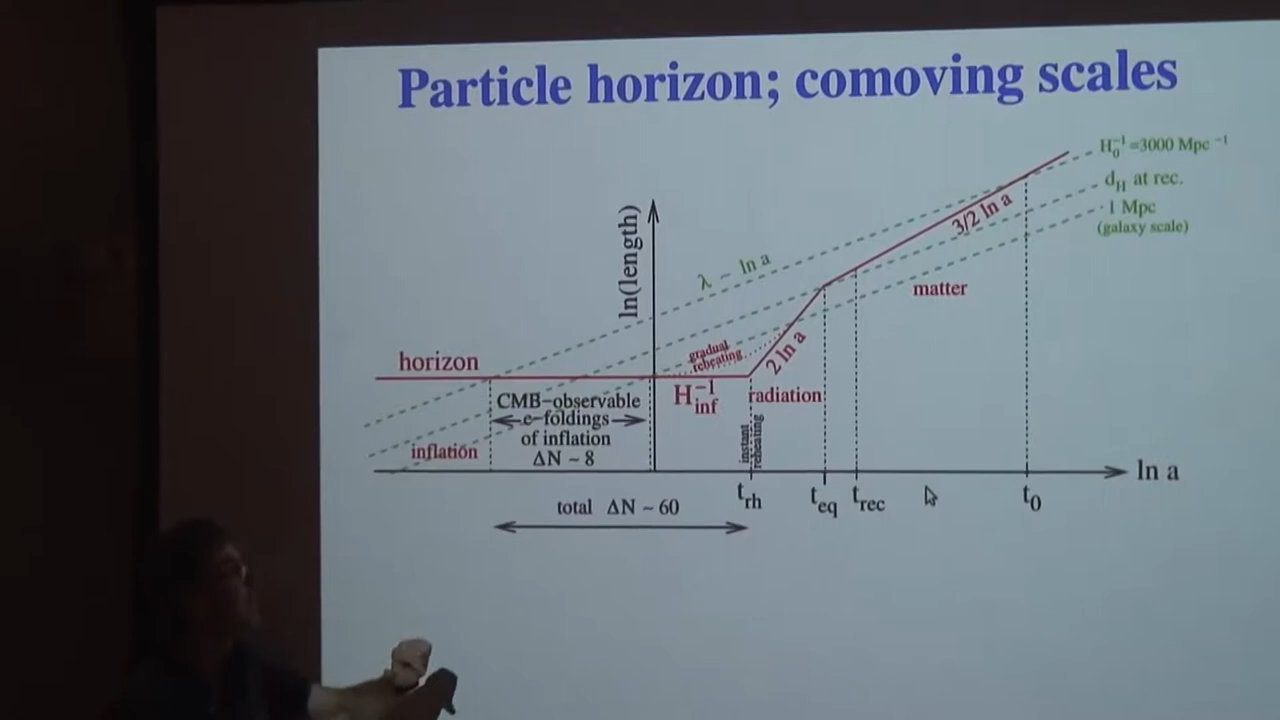 Particle horizon; comoving scales
H₀⁻¹ =3000 Mpc ⁻¹
d_H at rec.
1 Mpc
(galaxy scale)
3/2 ln a
λ ~ ln a
ln(length)
matter
gradual
reheating
2 ln a
horizon
H⁻¹_inf
radiation
CMB-observable
e-foldings
of inflation
ΔN ~ 8
inflation
instant
reheating
ln a
t_rh
t_eq
t_rec
t₀
total ΔN ~ 60